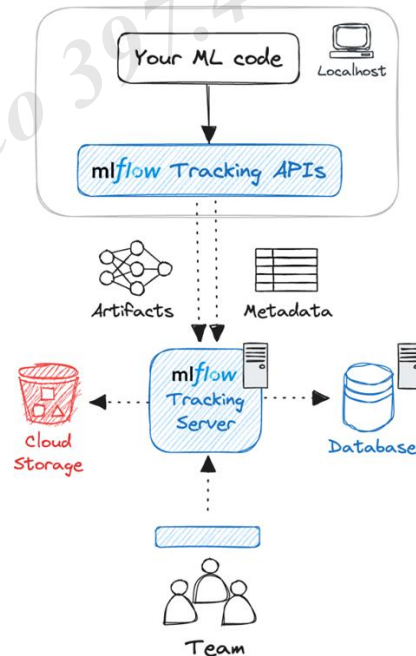 Your ML code
Localhost
mlflow Tracking APIs
Artifacts
Metadata
mlflow
Tracking
Server
Cloud
Storage
Database
Team